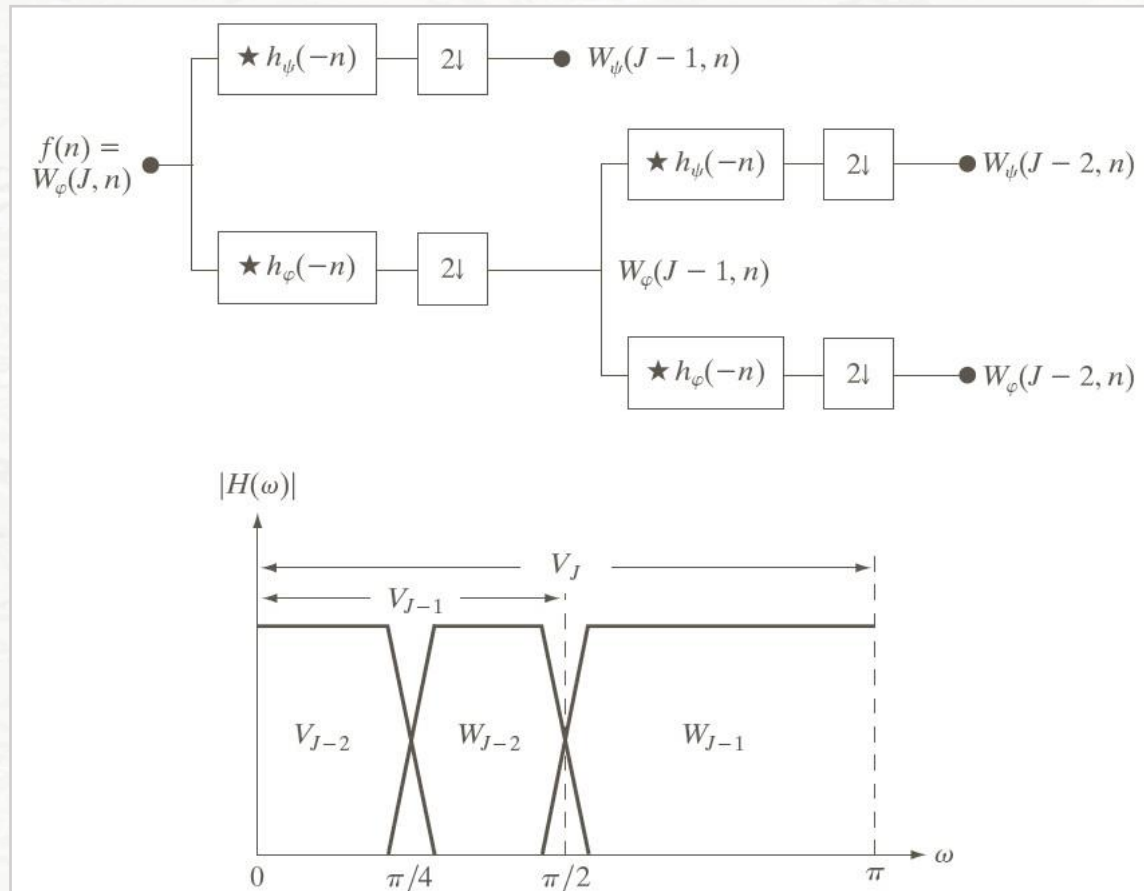 ★ h_ψ(−n)
2↓
W_ψ(J − 1, n)
f(n) =
W_φ(J, n)
★ h_ψ(−n)
2↓
W_ψ(J − 2, n)
★ h_φ(−n)
2↓
W_φ(J − 1, n)
★ h_φ(−n)
2↓
W_φ(J − 2, n)
|H(ω)|
V_J
V_{J−1}
V_{J−2}
W_{J−2}
W_{J−1}
0
π/4
π/2
π
ω